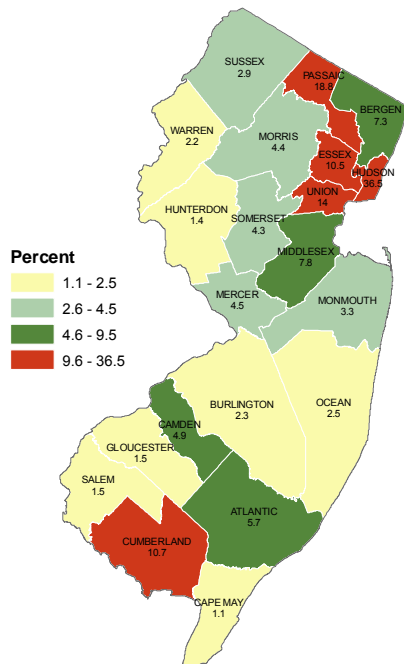 SUSSEX
2.9
PASSAIC
18.8
BERGEN
7.3
WARREN
2.2
MORRIS
4.4
ESSEX
10.5
HUDSON
36.5
UNION
14
HUNTERDON
1.4
SOMERSET
4.3
MIDDLESEX
7.8
MERCER
4.5
MONMOUTH
3.3
Percent
1.1 - 2.5
2.6 - 4.5
4.6 - 9.5
9.6 - 36.5
BURLINGTON
2.3
OCEAN
2.5
CAMDEN
4.9
GLOUCESTER
1.5
SALEM
1.5
ATLANTIC
5.7
CUMBERLAND
10.7
CAPE MAY
1.1